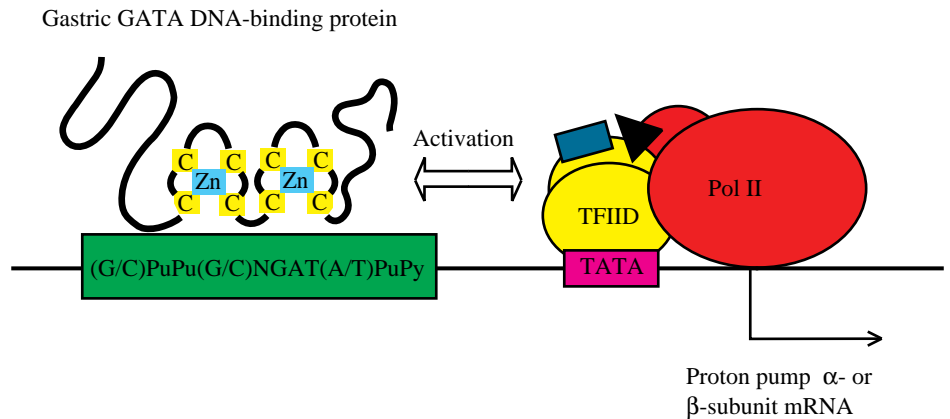 Gastric GATA DNA-binding protein
Activation
C C C C
Zn Zn
C C C C
Pol II
TFIID
(G/C)PuPu(G/C)NGAT(A/T)PuPy
TATA
Proton pump α- or
β-subunit mRNA